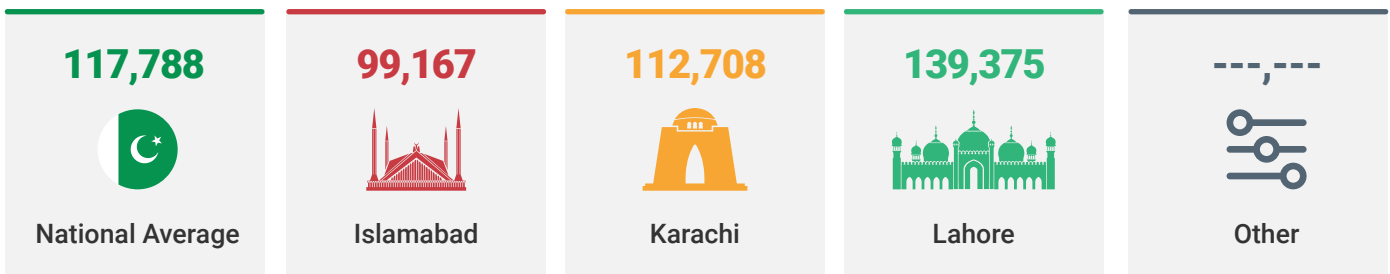 117,788
National Average
99,167
Islamabad
112,708
Karachi
139,375
Lahore
---,---
Other